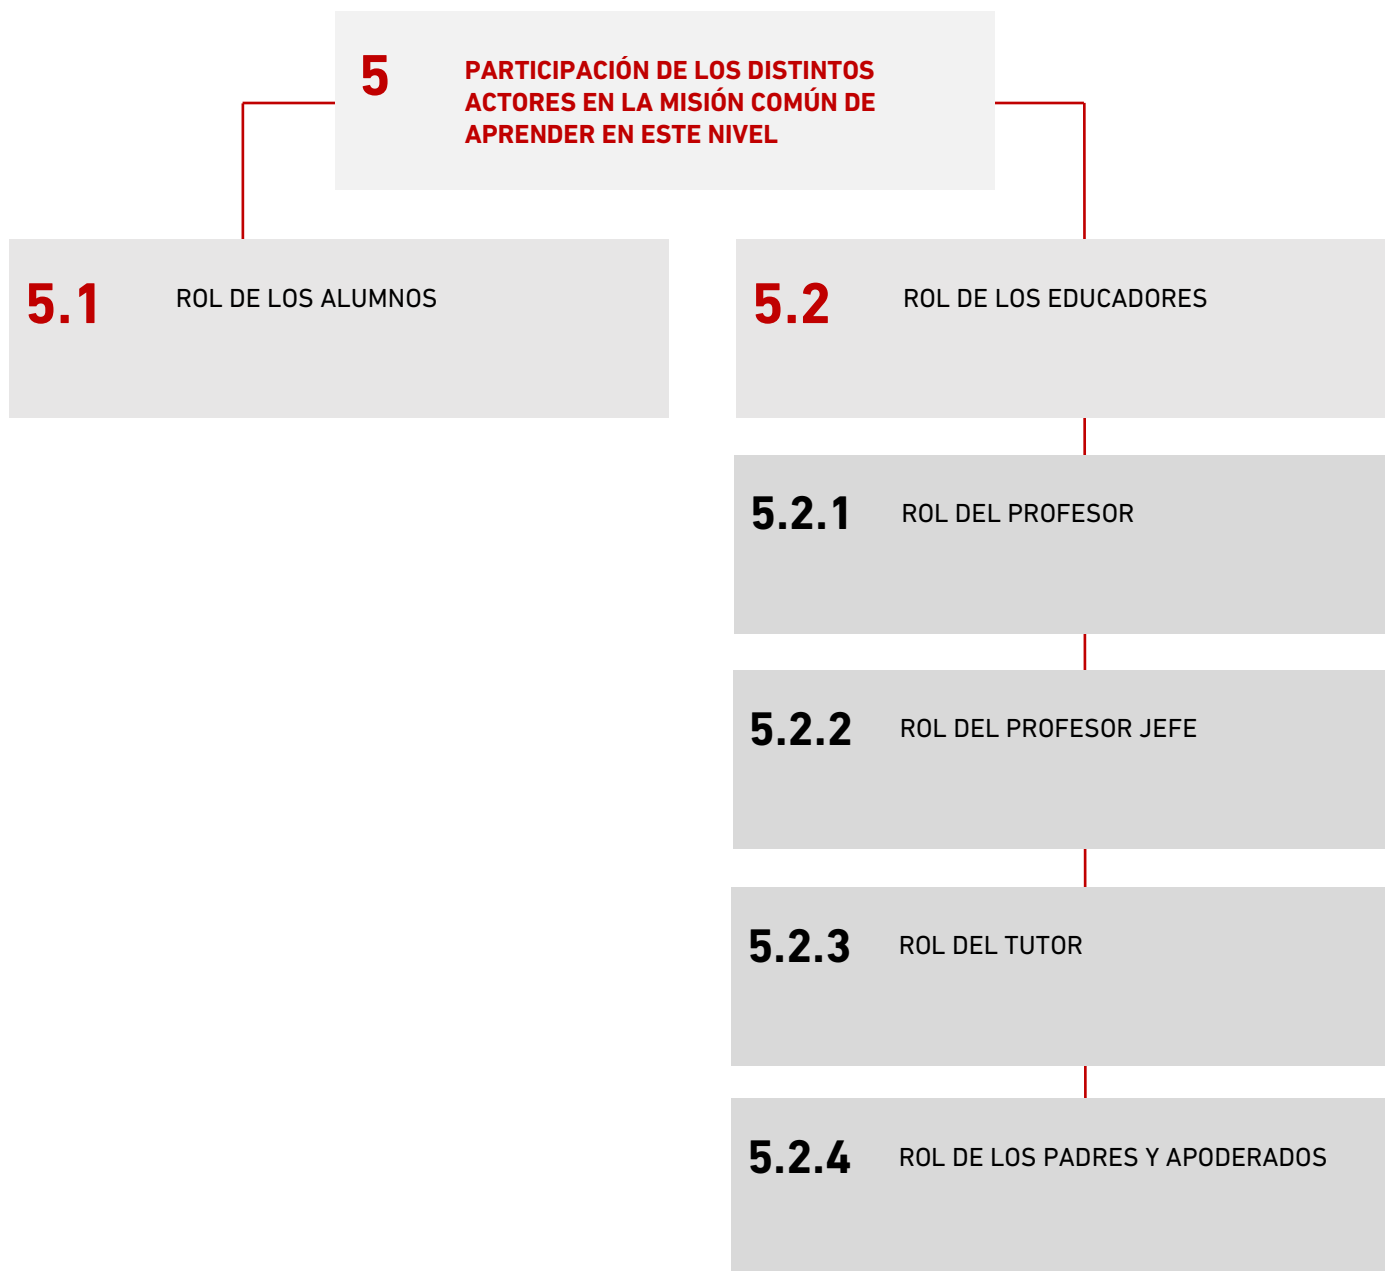 5 PARTICIPACIÓN DE LOS DISTINTOS
ACTORES EN LA MISIÓN COMÚN DE
APRENDER EN ESTE NIVEL
5.1 ROL DE LOS ALUMNOS
5.2 ROL DE LOS EDUCADORES
5.2.1 ROL DEL PROFESOR
5.2.2 ROL DEL PROFESOR JEFE
5.2.3 ROL DEL TUTOR
5.2.4 ROL DE LOS PADRES Y APODERADOS